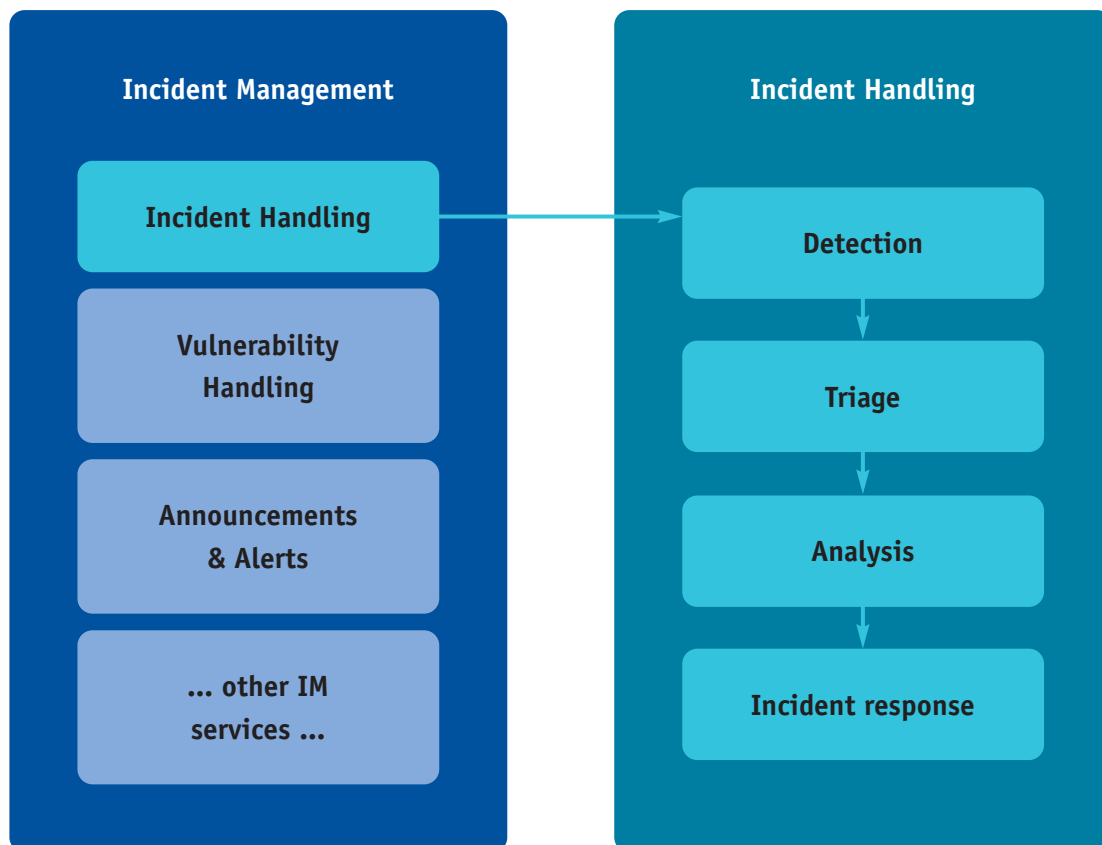 Incident Management
Incident Handling
Vulnerability
Handling
Announcements
& Alerts
... other IM
services ...
Incident Handling
Detection
Triage
Analysis
Incident response